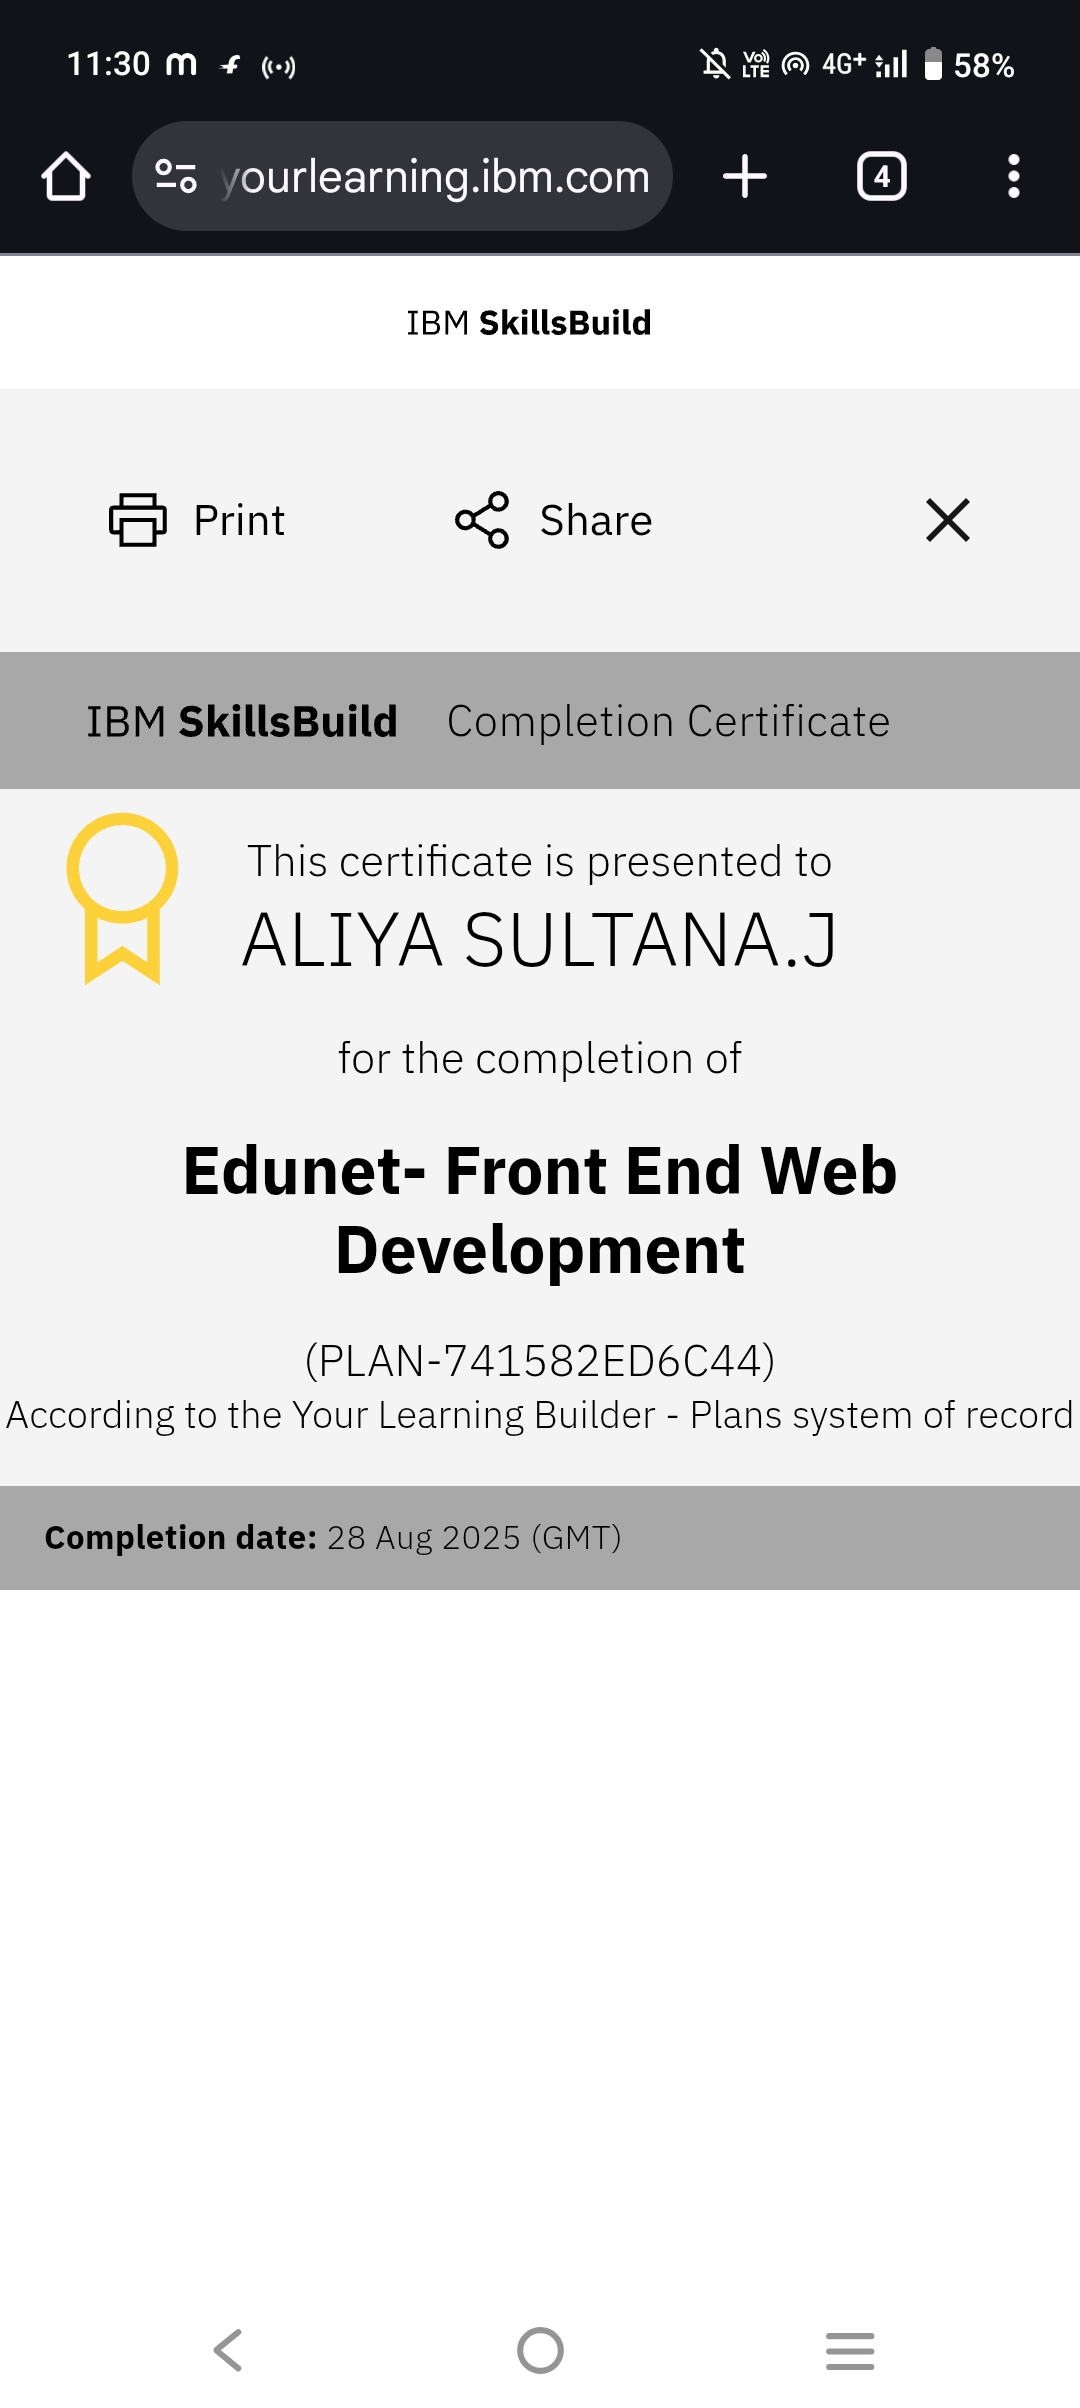 11:30 58%
4G+
Vo) LTE
yourlearning.ibm.com
4
IBM SkillsBuild
Print
Share
IBM SkillsBuild Completion Certificate
This certificate is presented to
ALIYA SULTANA.J
for the completion of
Edunet- Front End Web
Development
(PLAN-741582ED6C44)
According to the Your Learning Builder - Plans system of record
Completion date: 28 Aug 2025 (GMT)